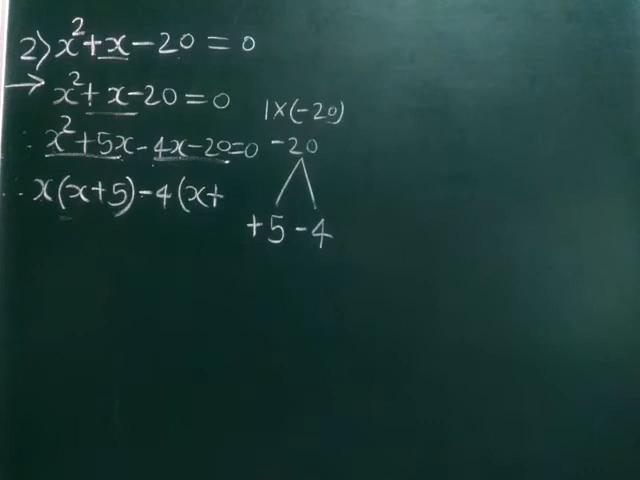 2) x² + x - 20 = 0
→ x² + x - 20 = 0
1 × (-20)
∴ x² + 5x - 4x - 20 = 0
-20
∴ x(x + 5) - 4(x +
+5 -4